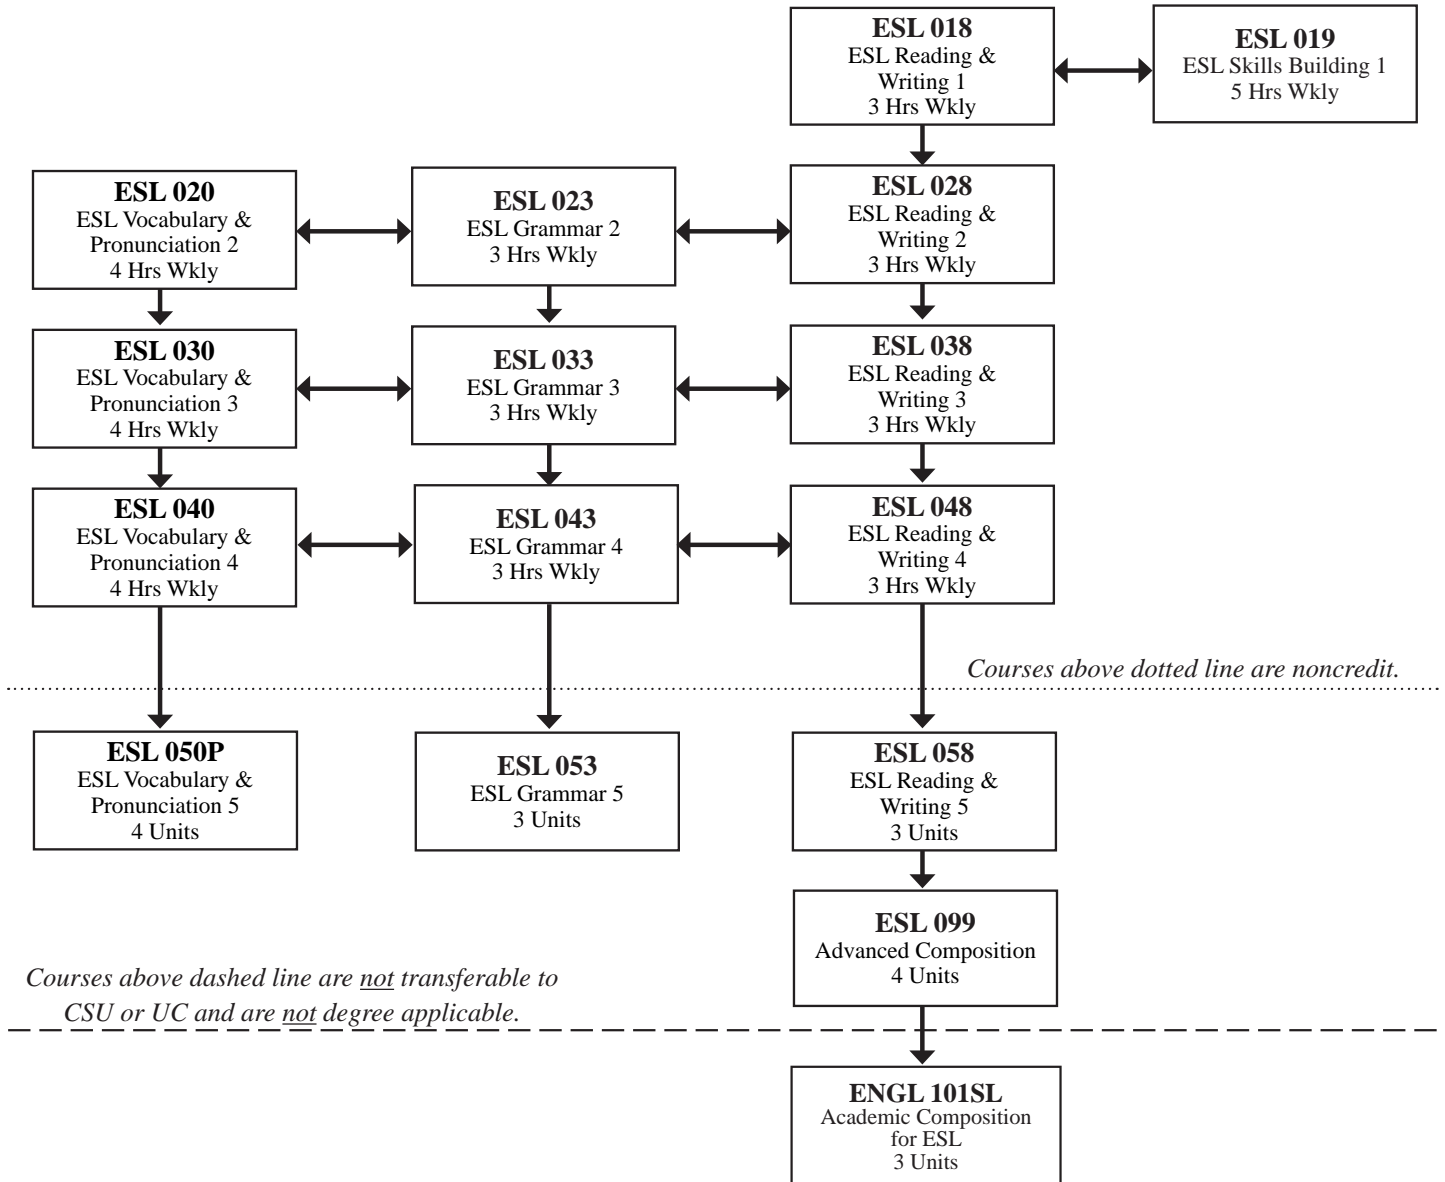 ESL 018
ESL Reading &
Writing 1
3 Hrs Wkly
ESL 019
ESL Skills Building 1
5 Hrs Wkly
ESL 020
ESL Vocabulary &
Pronunciation 2
4 Hrs Wkly
ESL 023
ESL Grammar 2
3 Hrs Wkly
ESL 028
ESL Reading &
Writing 2
3 Hrs Wkly
ESL 030
ESL Vocabulary &
Pronunciation 3
4 Hrs Wkly
ESL 033
ESL Grammar 3
3 Hrs Wkly
ESL 038
ESL Reading &
Writing 3
3 Hrs Wkly
ESL 040
ESL Vocabulary &
Pronunciation 4
4 Hrs Wkly
ESL 043
ESL Grammar 4
3 Hrs Wkly
ESL 048
ESL Reading &
Writing 4
3 Hrs Wkly
Courses above dotted line are noncredit.
ESL 050P
ESL Vocabulary &
Pronunciation 5
4 Units
ESL 053
ESL Grammar 5
3 Units
ESL 058
ESL Reading &
Writing 5
3 Units
ESL 099
Advanced Composition
4 Units
Courses above dashed line are not transferable to
CSU or UC and are not degree applicable.
ENGL 101SL
Academic Composition
for ESL
3 Units